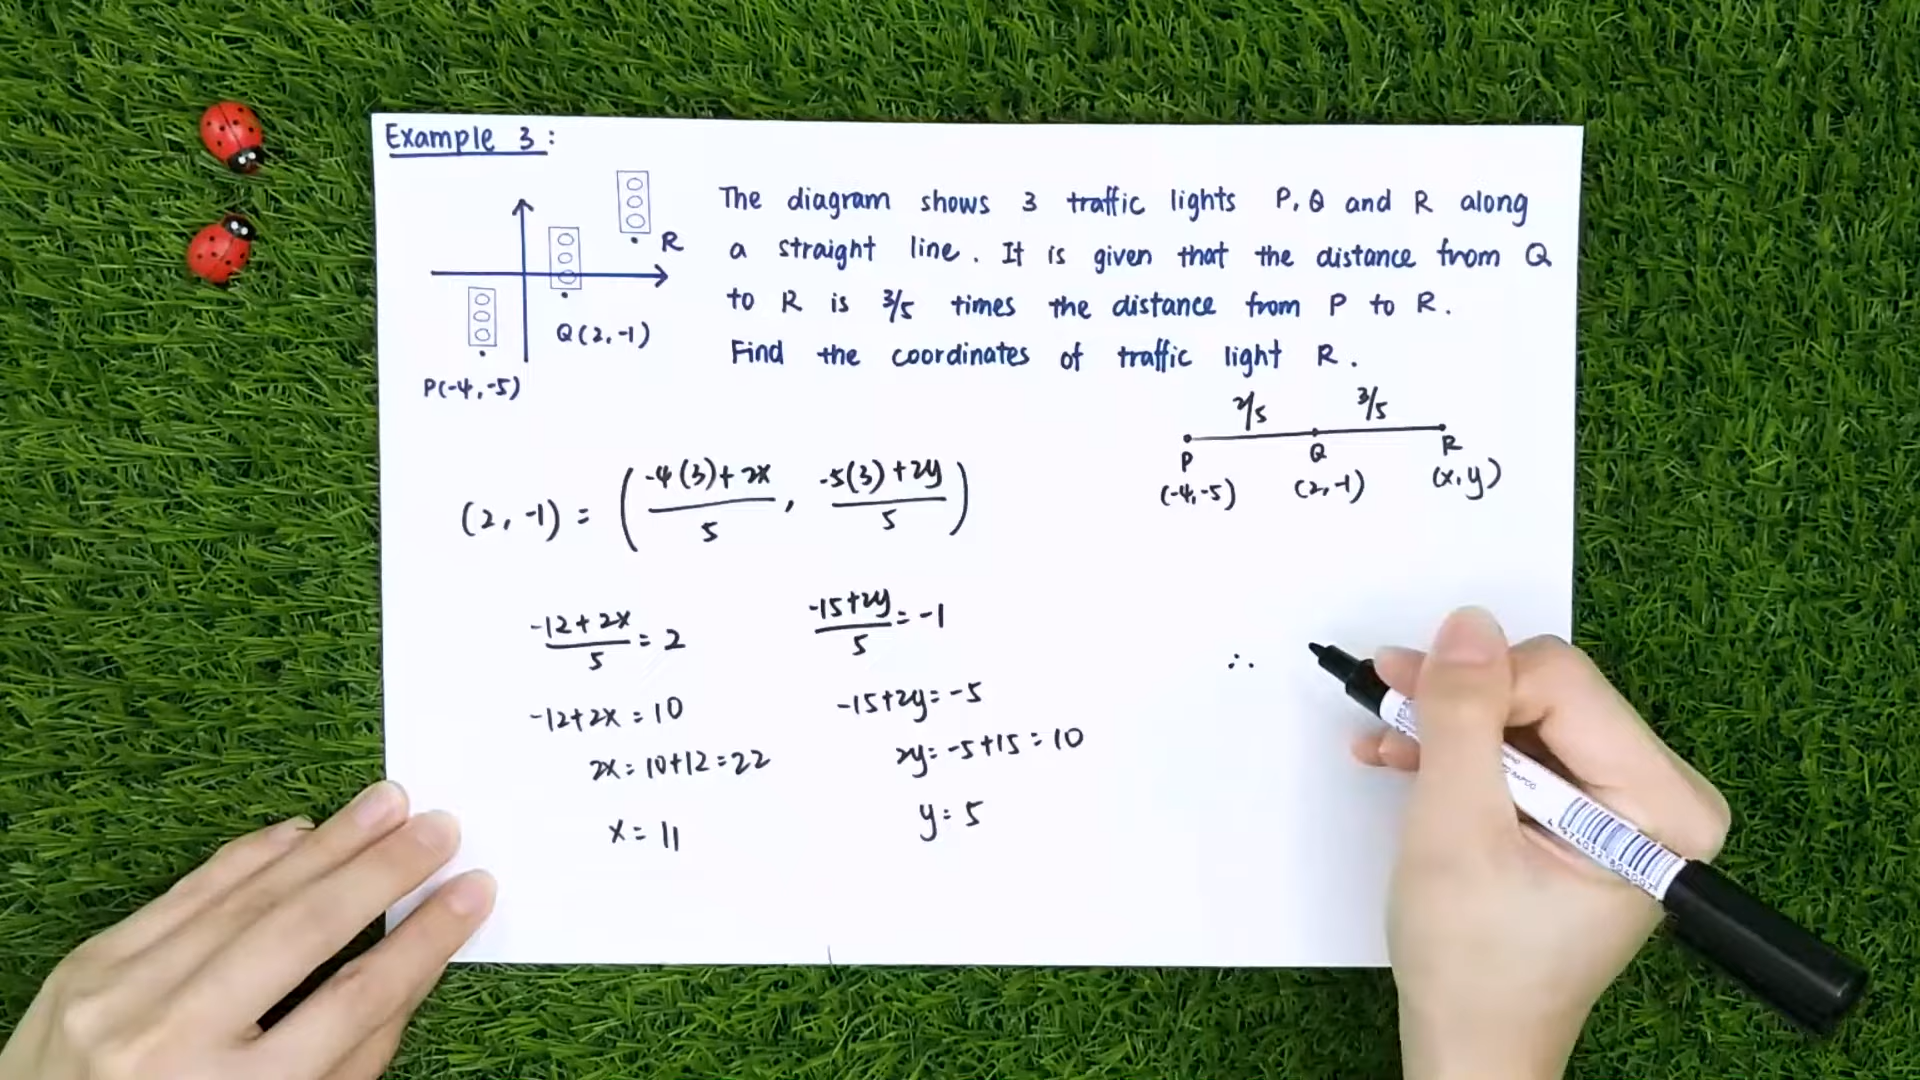 Example 3:
R
Q(2,-1)
P(-4,-5)
The diagram shows 3 traffic lights P, Q and R along
a straight line. It is given that the distance from Q
to R is 3/5 times the distance from P to R.
Find the coordinates of traffic light R.
2/5 3/5
P Q R
(-4,-5) (2,-1) (x,y)
(2, -1) = ( (-4(3)+2x)/5 , (-5(3)+2y)/5 )
(-12+2x)/5 = 2 (-15+2y)/5 = -1
-12+2x = 10 -15+2y = -5
2x = 10+12 = 22 2y = -5+15 = 10
x = 11 y = 5
∴